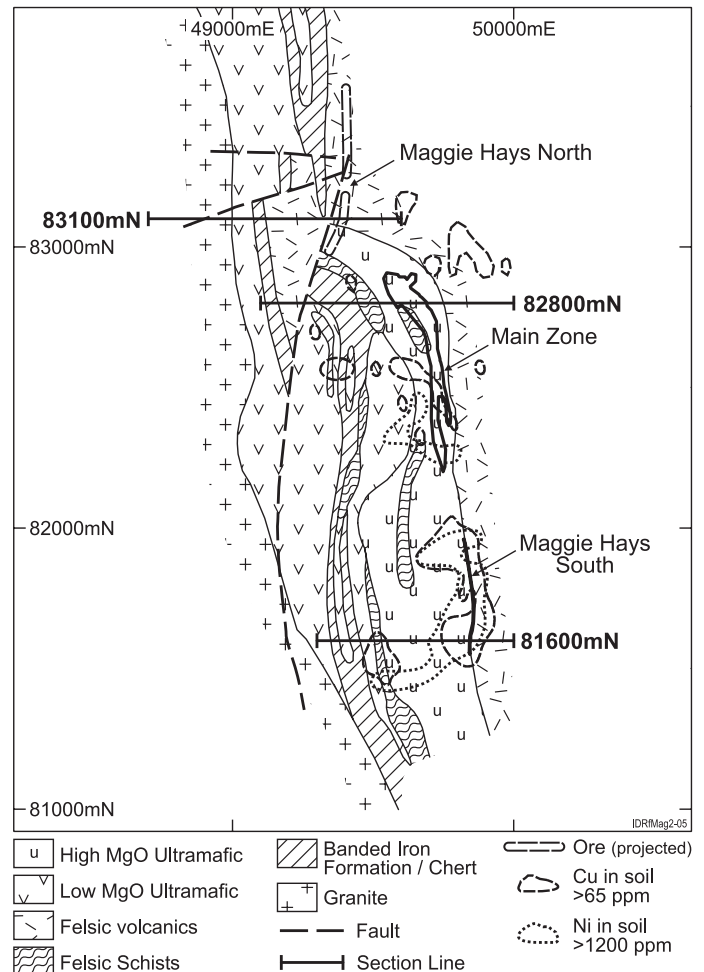 49000mE
50000mE
Maggie Hays North
83100mN
83000mN
82800mN
Main Zone
82000mN
Maggie Hays
South
81600mN
81000mN
IDRfMag2-05
u High MgO Ultramafic
Low MgO Ultramafic
Felsic volcanics
Felsic Schists
Banded Iron
Formation / Chert
Granite
Fault
Section Line
Ore (projected)
Cu in soil
>65 ppm
Ni in soil
>1200 ppm